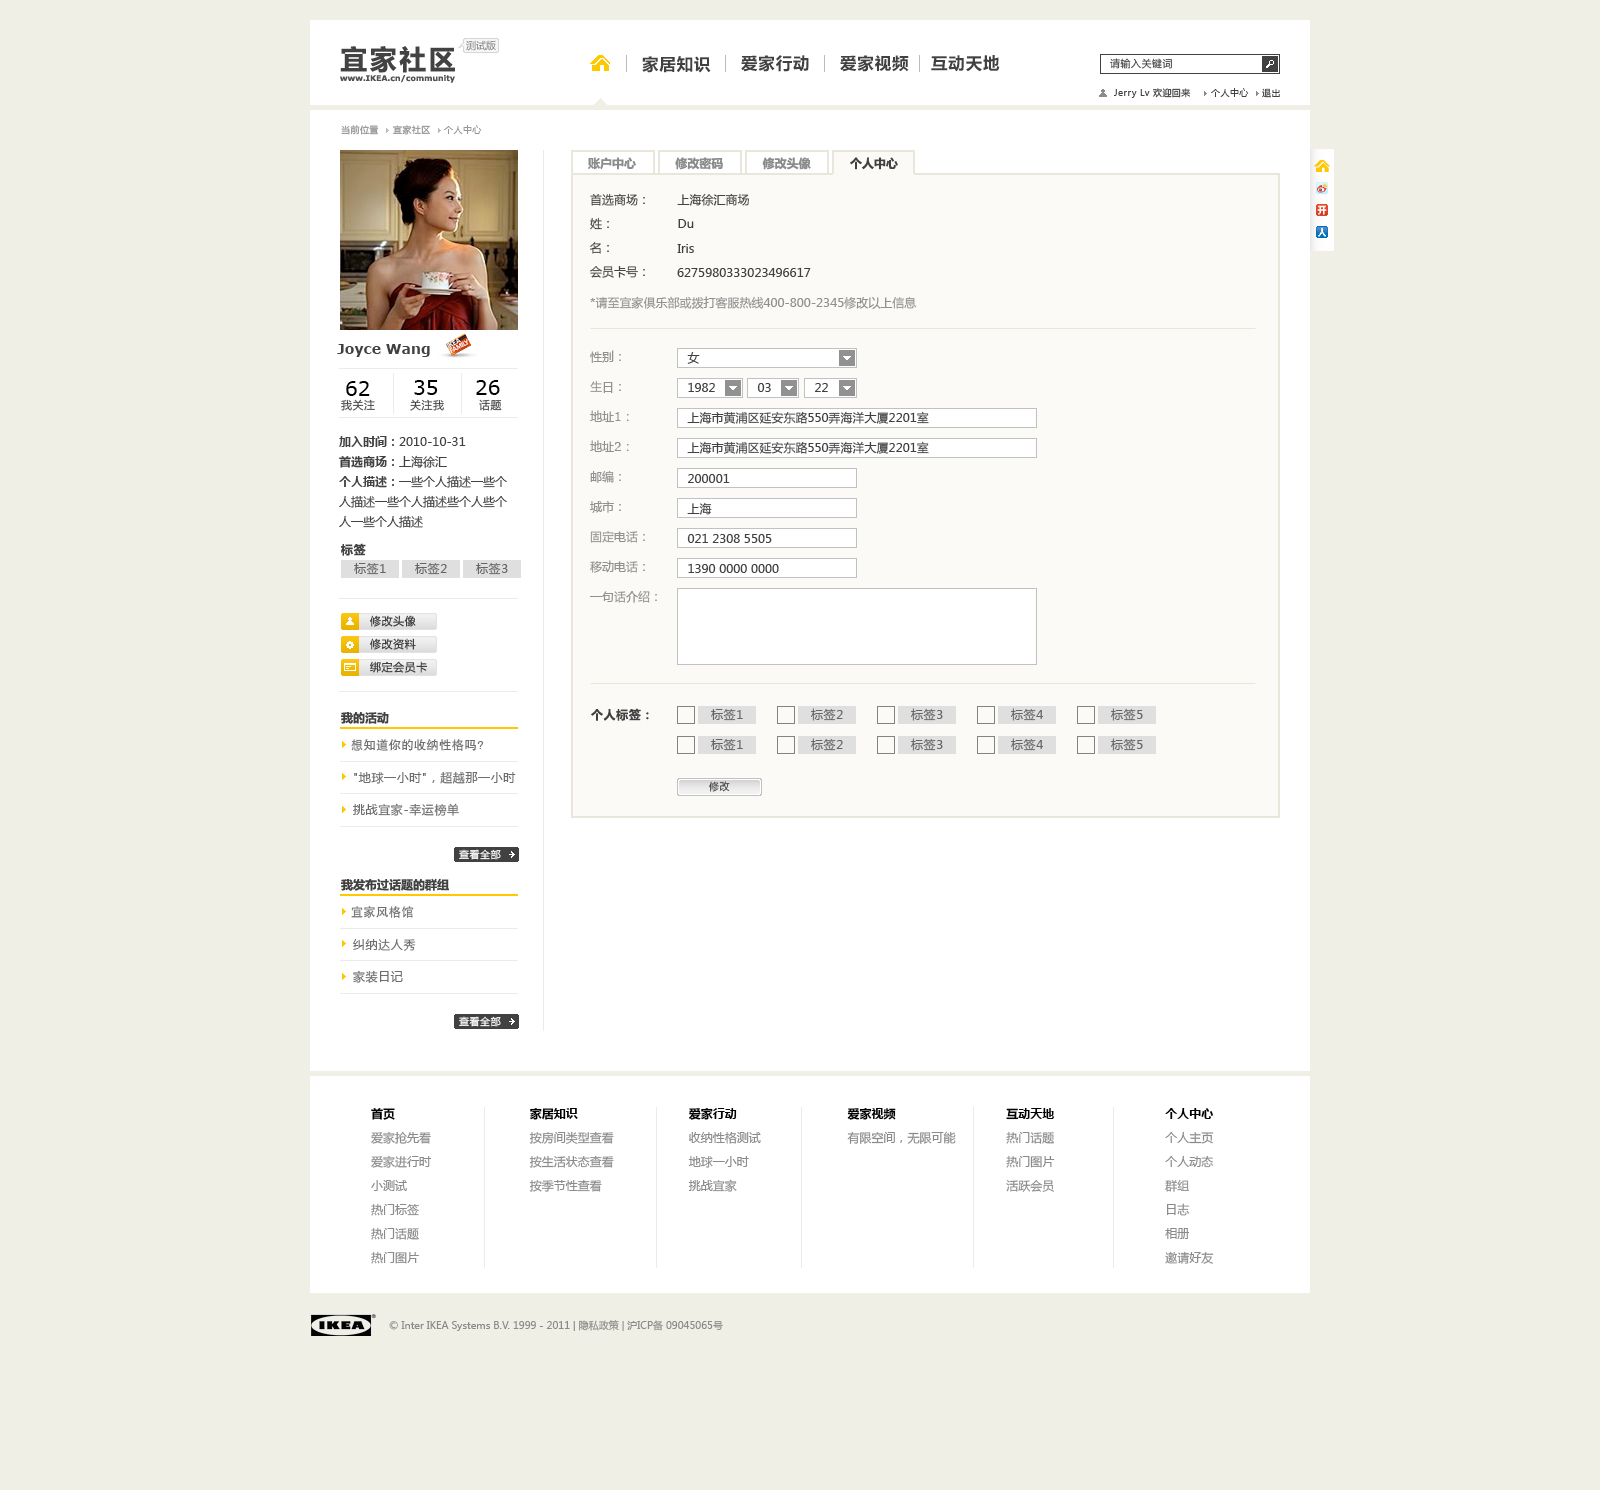 宜家社区 测试版
www.IKEA.cn/community
家居知识 爱家行动 爱家视频 互动天地
请输入关键词
Jerry Lv 欢迎回来 个人中心 退出
当前位置 宜家社区 个人中心
Joyce Wang
IKEA FAMILY
62 35 26
我关注 关注我 话题
加入时间：2010-10-31
首选商场：上海徐汇
个人描述：一些个人描述一些个
人描述一些个人描述些个人些个
人一些个人描述
标签
标签1 标签2 标签3
修改头像
修改资料
绑定会员卡
我的活动
想知道你的收纳性格吗?
"地球一小时"，超越那一小时
挑战宜家-幸运榜单
查看全部
我发布过话题的群组
宜家风格馆
纠纳达人秀
家装日记
查看全部
账户中心 修改密码 修改头像 个人中心
首选商场： 上海徐汇商场
姓： Du
名： Iris
会员卡号： 6275980333023496617
*请至宜家俱乐部或拨打客服热线400-800-2345修改以上信息
性别： 女
生日： 1982 03 22
地址1： 上海市黄浦区延安东路550弄海洋大厦2201室
地址2： 上海市黄浦区延安东路550弄海洋大厦2201室
邮编： 200001
城市： 上海
固定电话： 021 2308 5505
移动电话： 1390 0000 0000
一句话介绍：
个人标签： 标签1 标签2 标签3 标签4 标签5
标签1 标签2 标签3 标签4 标签5
修改
开
人
首页
爱家抢先看
爱家进行时
小测试
热门标签
热门话题
热门图片
家居知识
按房间类型查看
按生活状态查看
按季节性查看
爱家行动
收纳性格测试
地球一小时
挑战宜家
爱家视频
有限空间，无限可能
互动天地
热门话题
热门图片
活跃会员
个人中心
个人主页
个人动态
群组
日志
相册
邀请好友
IKEA® © Inter IKEA Systems B.V. 1999 - 2011 | 隐私政策 | 沪ICP备 09045065号